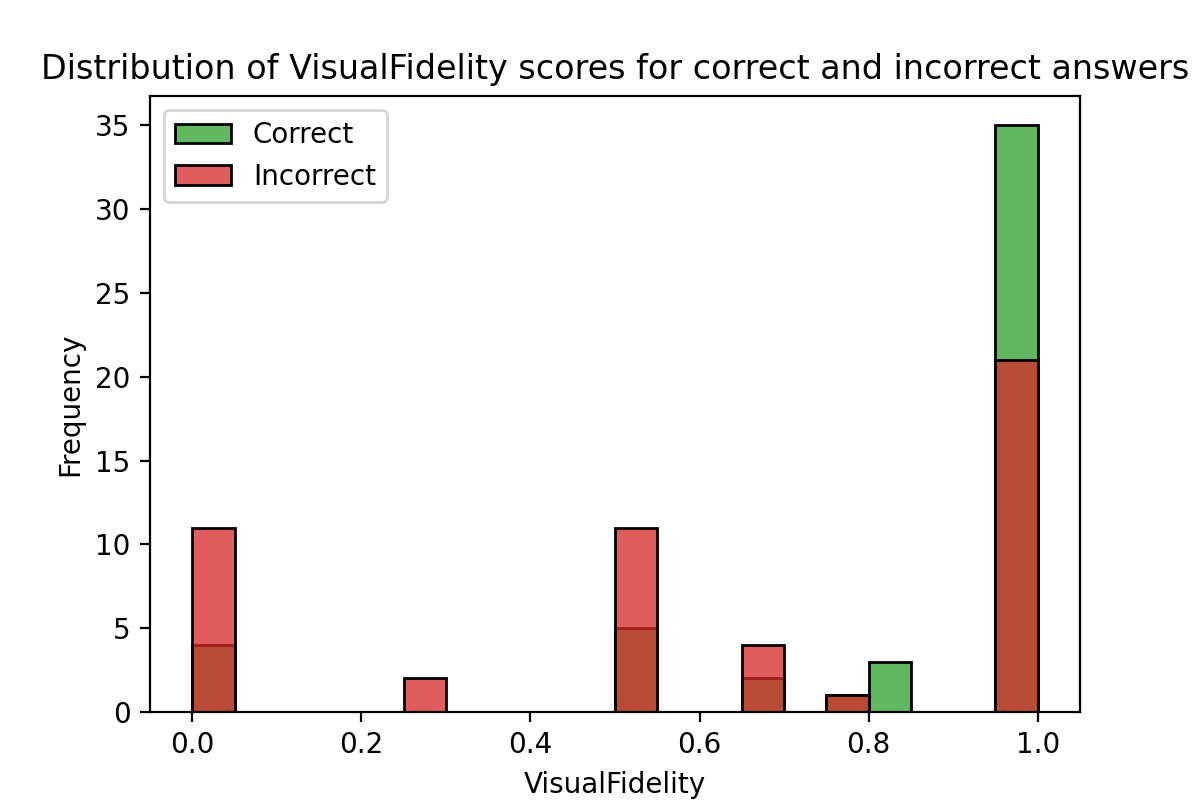 Distribution of VisualFidelity scores for correct and incorrect answers
Correct
Incorrect
35
30
25
20
15
10
5
0
Frequency
0.0 0.2 0.4 0.6 0.8 1.0
VisualFidelity